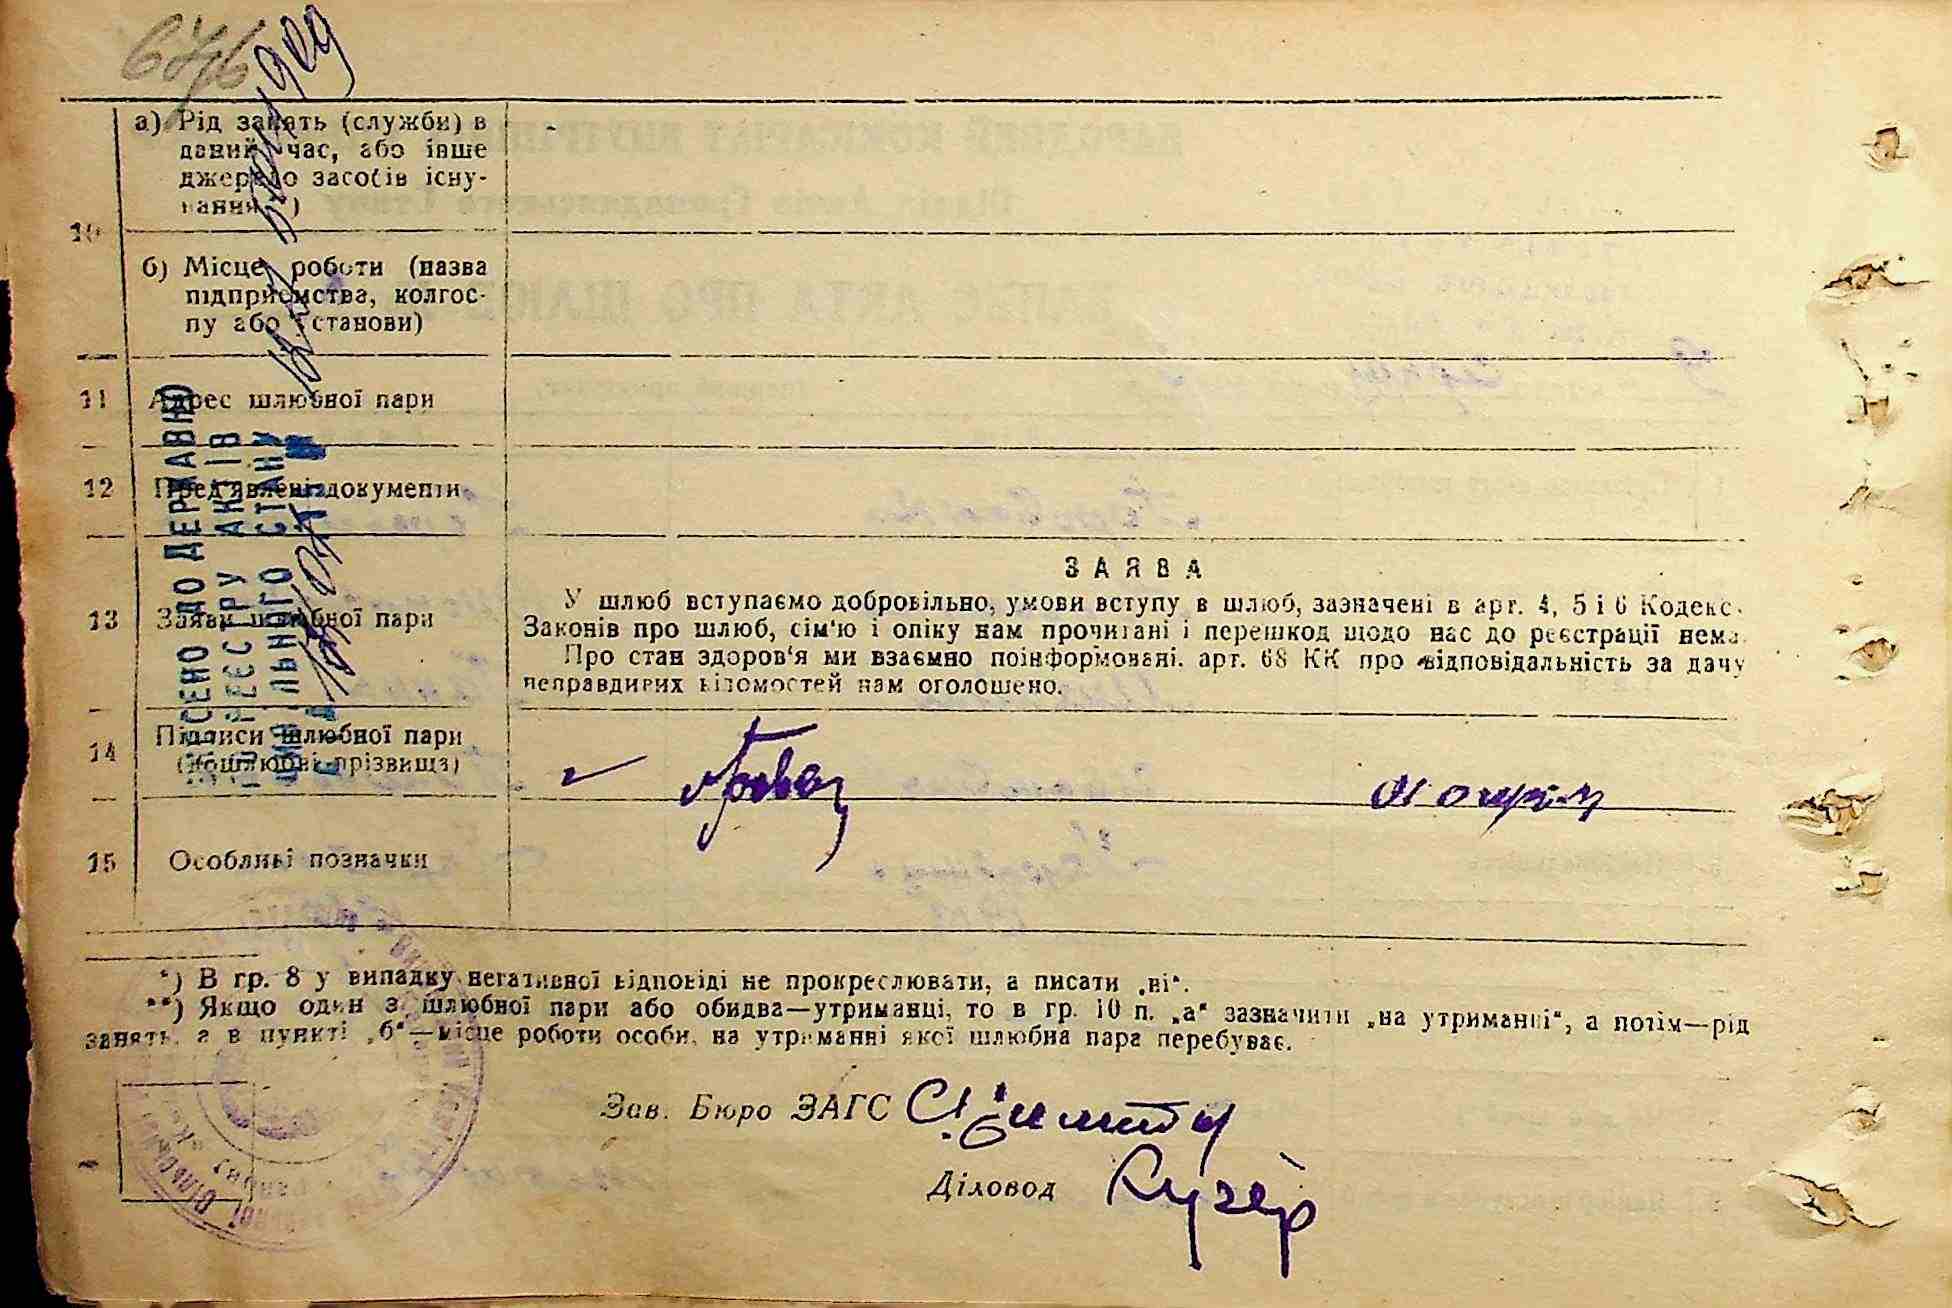 10
а) Рід занять (служби) в
даний час, або інше
джерело засобів існу-
вання
б) Місце роботи (назва
підприємства, колгос-
пу або установи)
11 Адрес шлюбної пари
12 Пред'явлені документи
ЗАЯВА
13 Заяви шлюбної пари
У шлюб вступаємо добровільно, умови вступу в шлюб, зазначені в арт. 4, 5 і 6 Кодекс.
Законів про шлюб, сім'ю і опіку нам прочитані і перешкод щодо нас до реєстрації нема.
Про стан здоров'я ми взаємно поінформовані. арт. 68 КК про відповідальність за дачу
неправдивих відомостей нам оголошено.
14 Підписи шлюбної пари
(дошлюбні прізвища)
15 Особливі позначки
*) В гр. 8 у випадку негативної відповіді не прокреслювати, а писати „ні“.
**) Якщо один з шлюбної пари або обидва—утриманці, то в гр. 10 п. „а“ зазначити „на утриманні“, а потім—рід
занять, а в пункті „б“—місце роботи особи, на утриманні якої шлюбна пара перебуває.
Зав. Бюро ЗАГС
Діловод
ВНЕСЕНО ДО ДЕРЖАВНО
ГО РЕЄСТРУ АКТІВ
ЦИВІЛЬНОГО СТАНУ